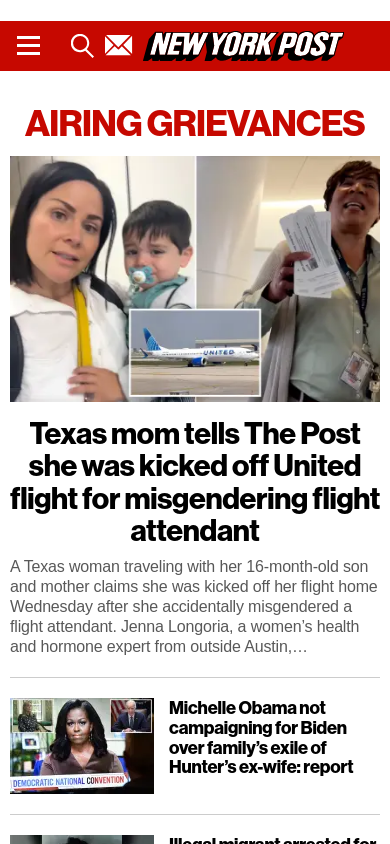 NEW YORK POST
AIRING GRIEVANCES
UNITED
Texas mom tells The Post
she was kicked off United
flight for misgendering flight
attendant
A Texas woman traveling with her 16-month-old son
and mother claims she was kicked off her flight home
Wednesday after she accidentally misgendered a
flight attendant. Jenna Longoria, a women’s health
and hormone expert from outside Austin,…
DEMOCRATIC NATIONAL CONVENTION
Michelle Obama not
campaigning for Biden
over family’s exile of
Hunter’s ex-wife: report
Illegal migrant arrested for